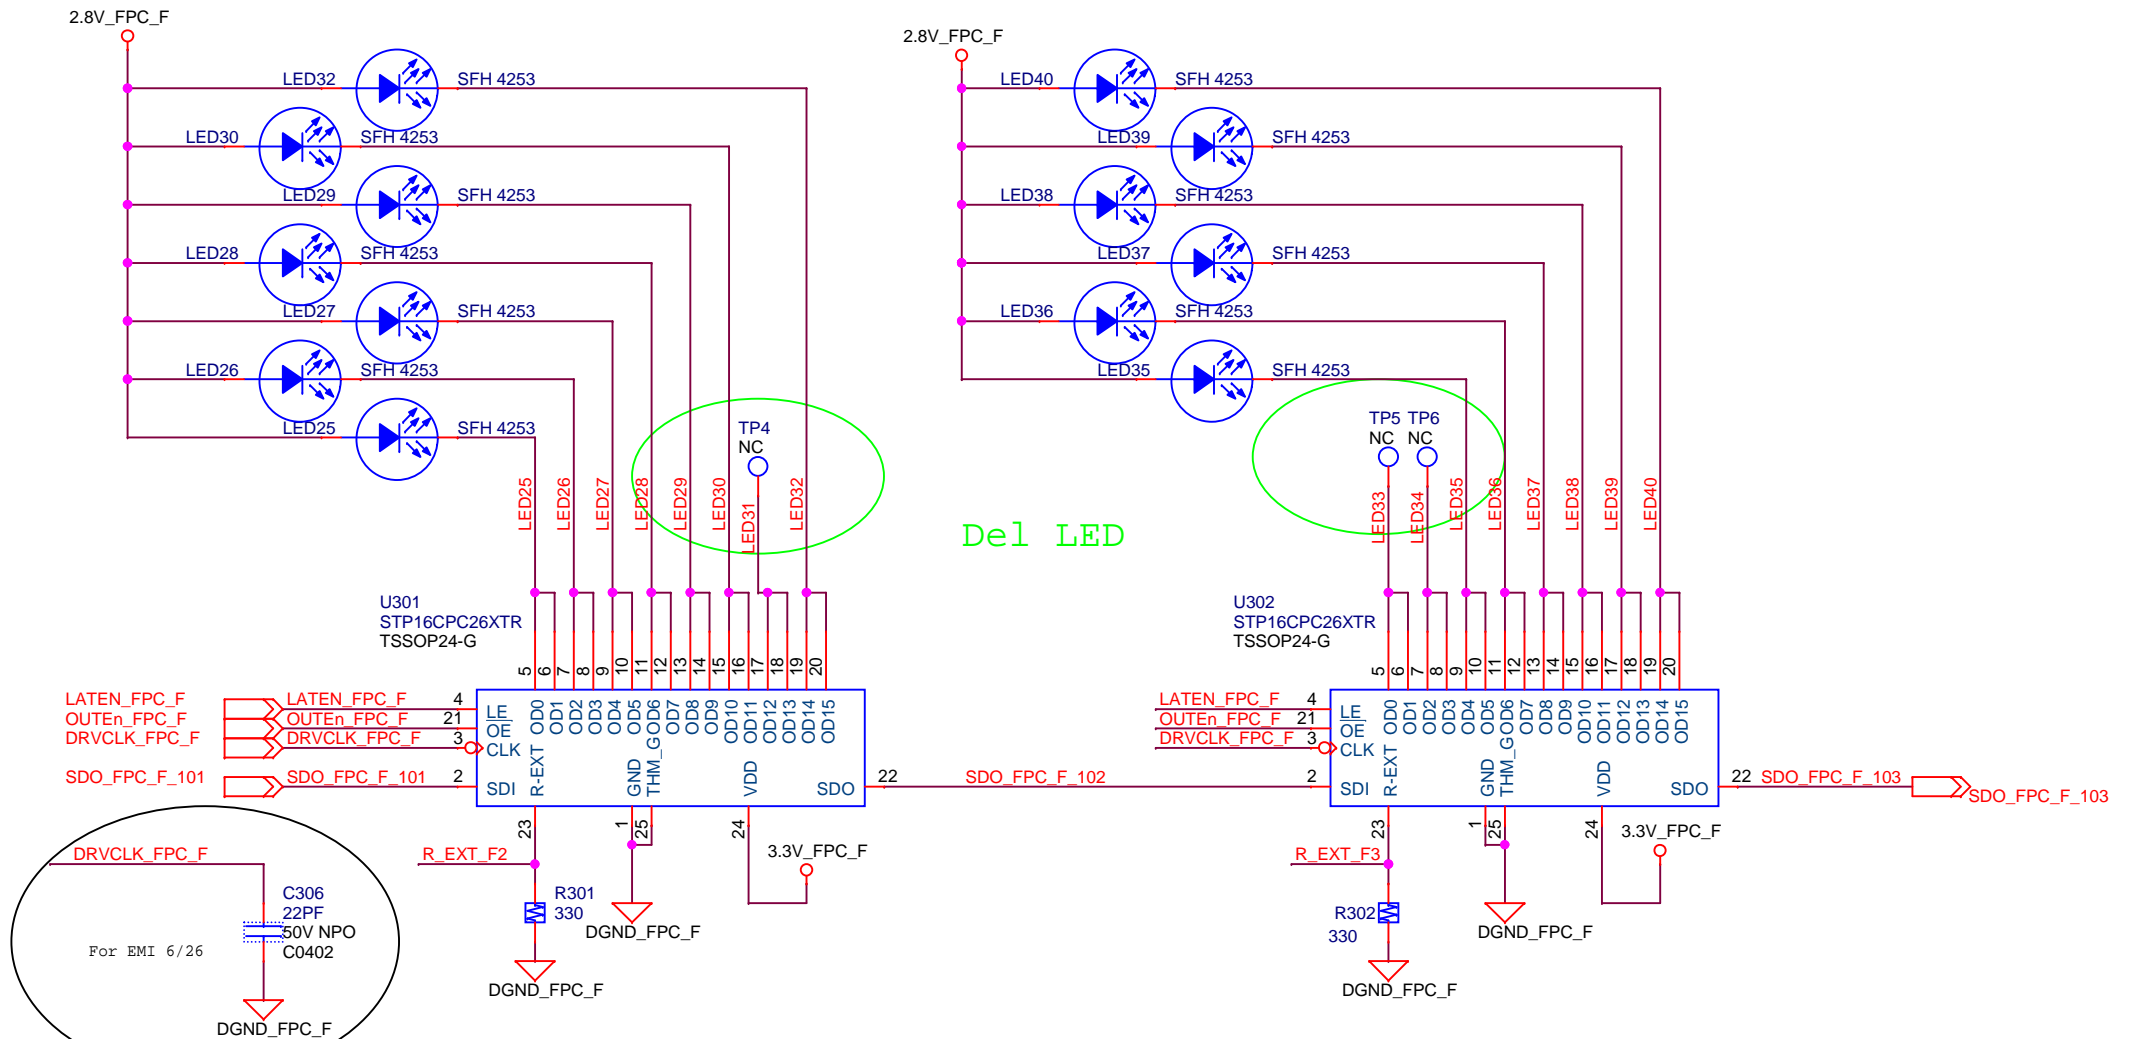 2.8V_FPC_F
2.8V_FPC_F
LED32 SFH 4253
LED30 SFH 4253
LED29 SFH 4253
LED28 SFH 4253
LED27 SFH 4253
LED26 SFH 4253
LED25 SFH 4253
LED40 SFH 4253
LED39 SFH 4253
LED38 SFH 4253
LED37 SFH 4253
LED36 SFH 4253
LED35 SFH 4253
TP4
NC
TP5 TP6
NC NC
LED25
LED26
LED27
LED28
LED29
LED30
LED31
LED32
Del LED
LED33
LED34
LED35
LED36
LED37
LED38
LED39
LED40
U301
STP16CPC26XTR
TSSOP24-G
5 6 7 8 9 10 11 12 13 14 15 16 17 18 19 20
LATEN_FPC_F LATEN_FPC_F 4 LE
OUTEn_FPC_F OUTEn_FPC_F 21 OE
DRVCLK_FPC_F DRVCLK_FPC_F 3 CLK
SDO_FPC_F_101 SDO_FPC_F_101 2 SDI
OD0 OD1 OD2 OD3 OD4 OD5 OD6 OD7 OD8 OD9 OD10 OD11 OD12 OD13 OD14 OD15
R-EXT GND THM_G VDD SDO
22 SDO_FPC_F_102
23 1 25 24
R_EXT_F2
R301
330
DGND_FPC_F
DGND_FPC_F
3.3V_FPC_F
U302
STP16CPC26XTR
TSSOP24-G
5 6 7 8 9 10 11 12 13 14 15 16 17 18 19 20
LATEN_FPC_F 4 LE
OUTEn_FPC_F 21 OE
DRVCLK_FPC_F 3 CLK
2 SDI
OD0 OD1 OD2 OD3 OD4 OD5 OD6 OD7 OD8 OD9 OD10 OD11 OD12 OD13 OD14 OD15
R-EXT GND THM_G VDD SDO
22 SDO_FPC_F_103
SDO_FPC_F_103
23 1 25 24
R_EXT_F3
R302
330
DGND_FPC_F
DGND_FPC_F
3.3V_FPC_F
DRVCLK_FPC_F
C306
22PF
50V NPO
C0402
For EMI 6/26
DGND_FPC_F